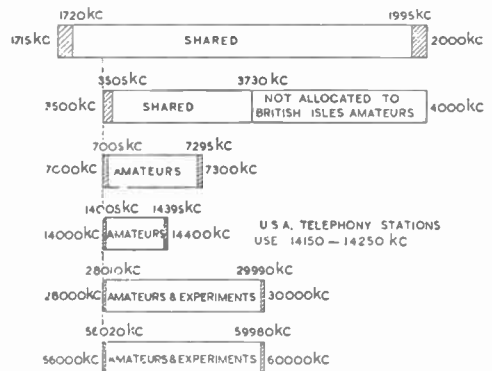 1720kc 1995kc
1715kc SHARED 2000kc
3505kc 3730kc
3500kc SHARED NOT ALLOCATED TO BRITISH ISLES AMATEURS 4000kc
7005kc 7295kc
7000kc AMATEURS 7300kc
14005kc 14395kc
14000kc AMATEURS 14400kc
U.S.A. TELEPHONY STATIONS
USE 14150 – 14250 KC
28010kc 29990kc
28000kc AMATEURS & EXPERIMENTS 30000kc
56020kc 59980kc
56000kc AMATEURS & EXPERIMENTS 60000kc